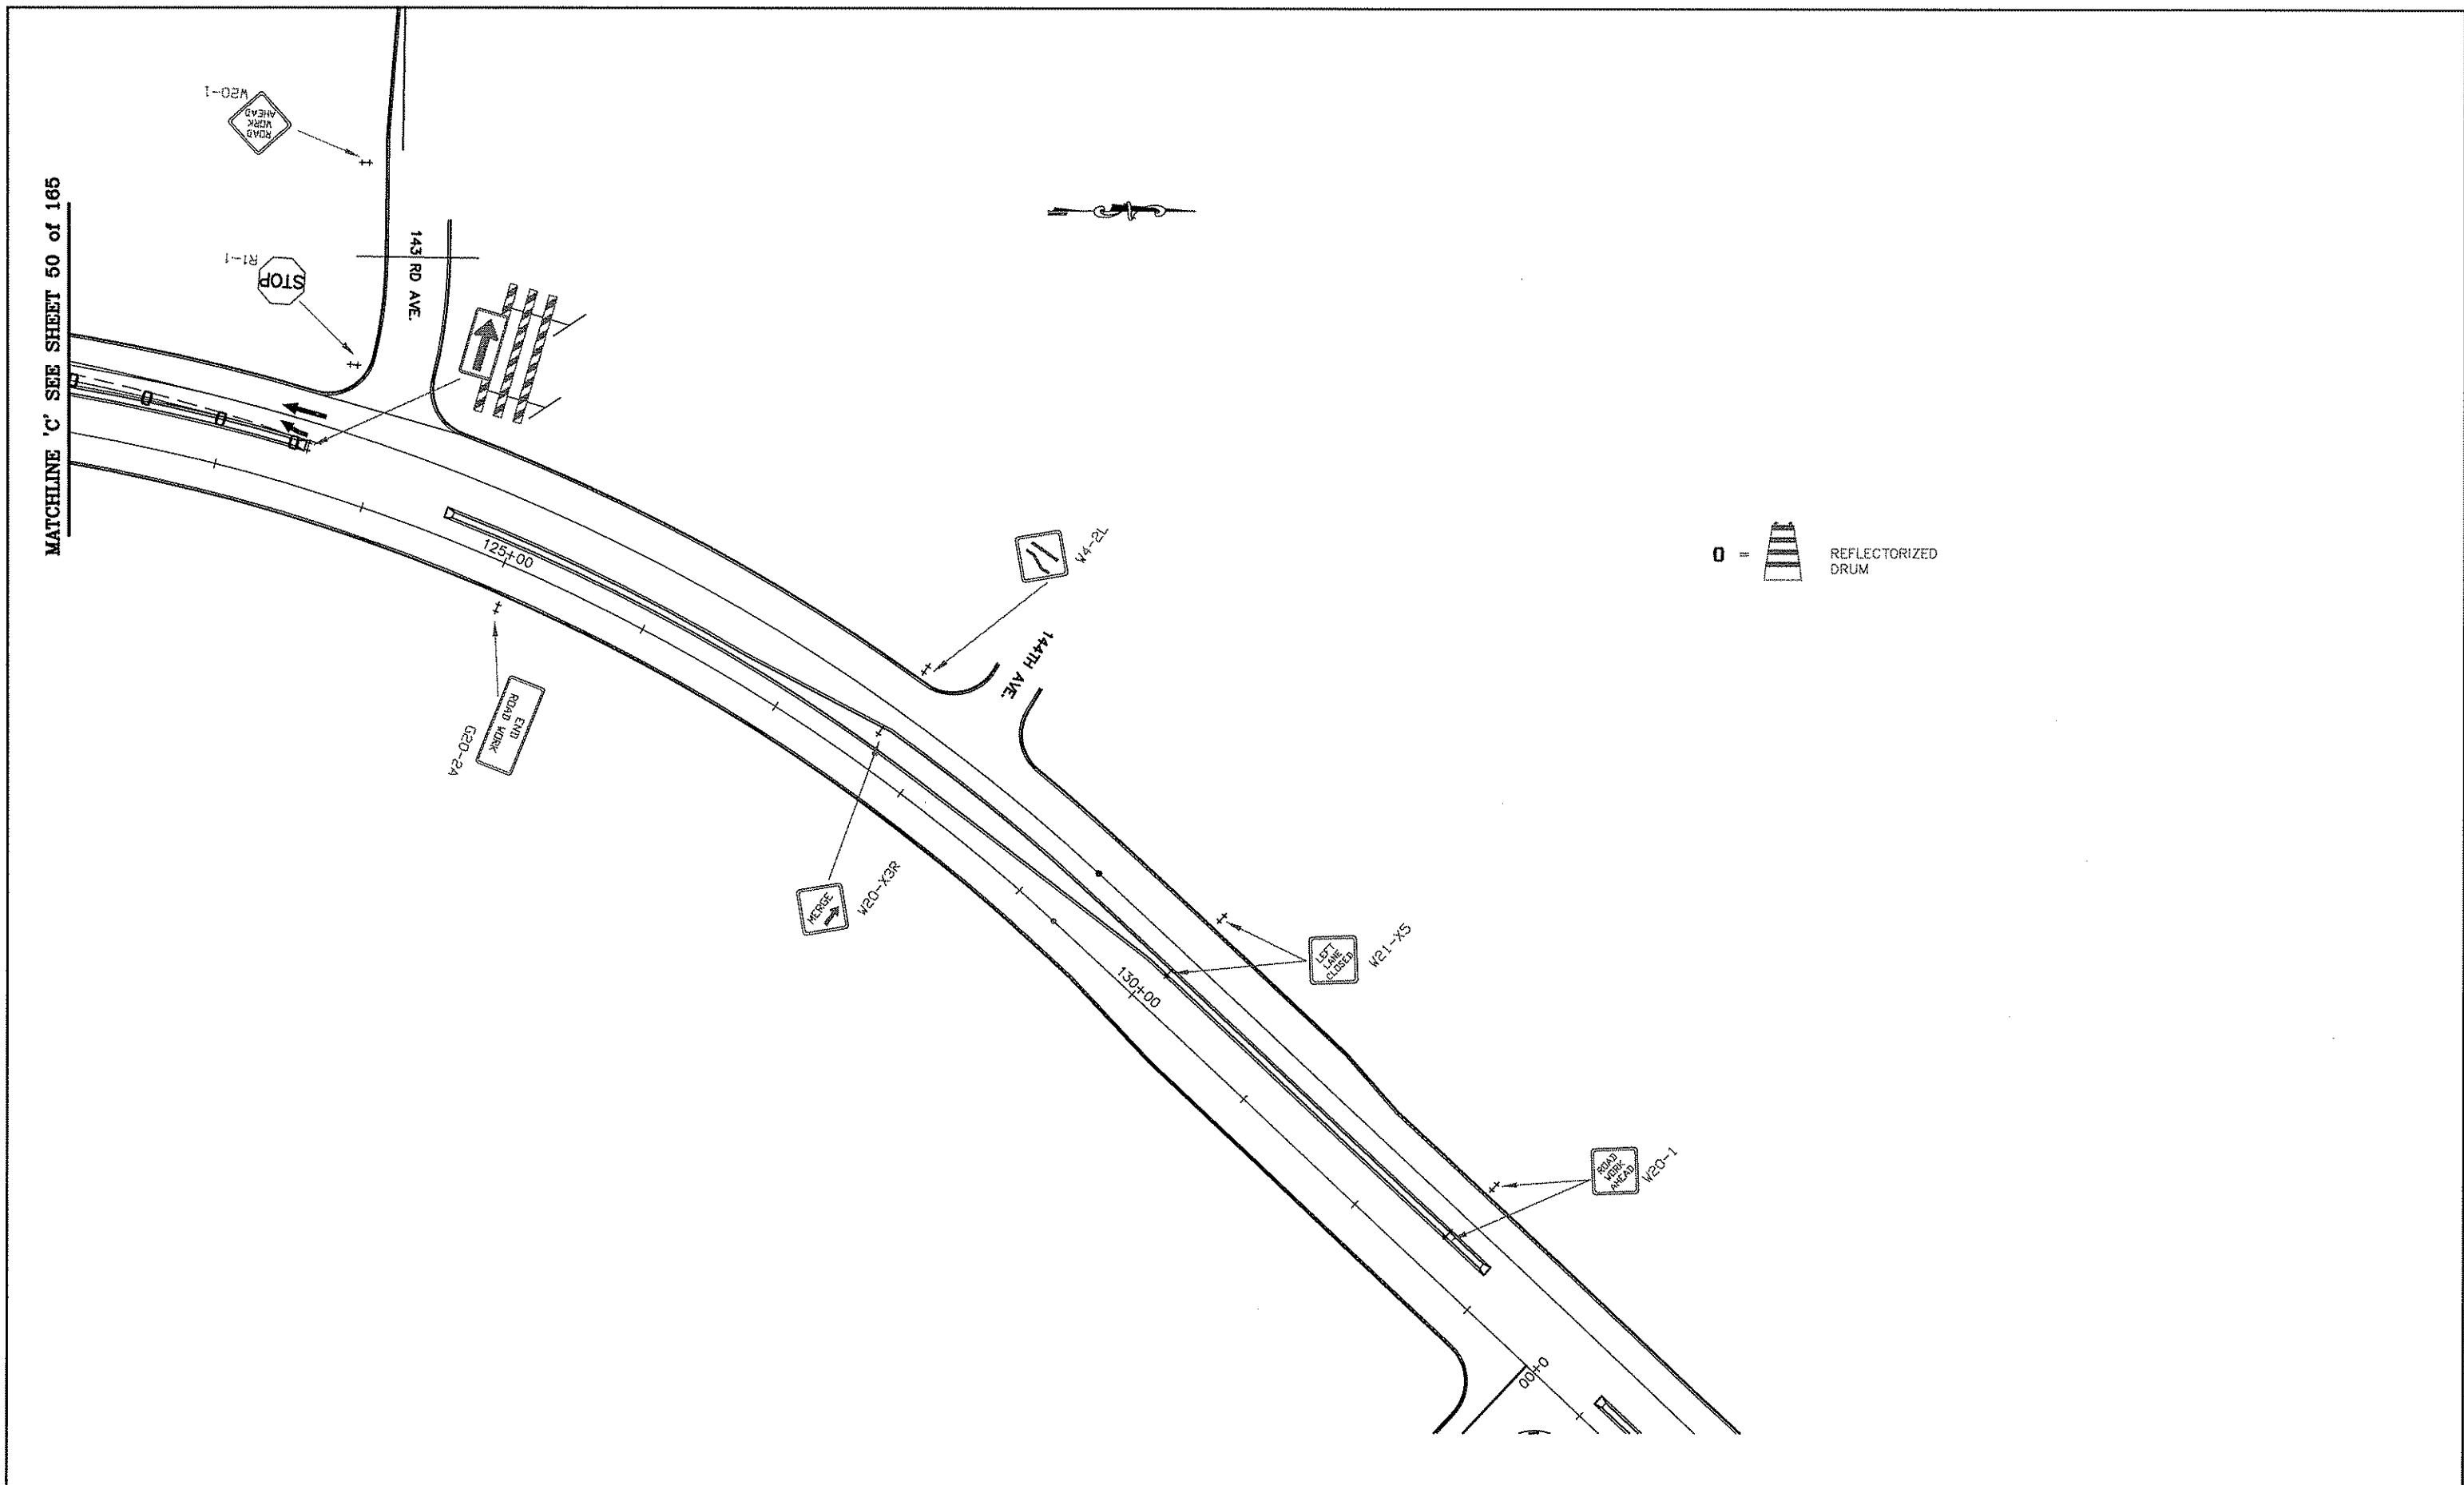 W20-1
ROAD
WORK
AHEAD
MATCHLINE 'C' SEE SHEET 50 of 165
R1-1
STOP
143 RD AVE.
125+00
W4-2L
144TH AVE.
0 =
REFLECTORIZED
DRUM
END
ROAD WORK
G20-2A
MERGE
W20-X3R
130+00
LEFT
LANE
CLOSED
W21-X5
ROAD
WORK
AHEAD
W20-1
0+00